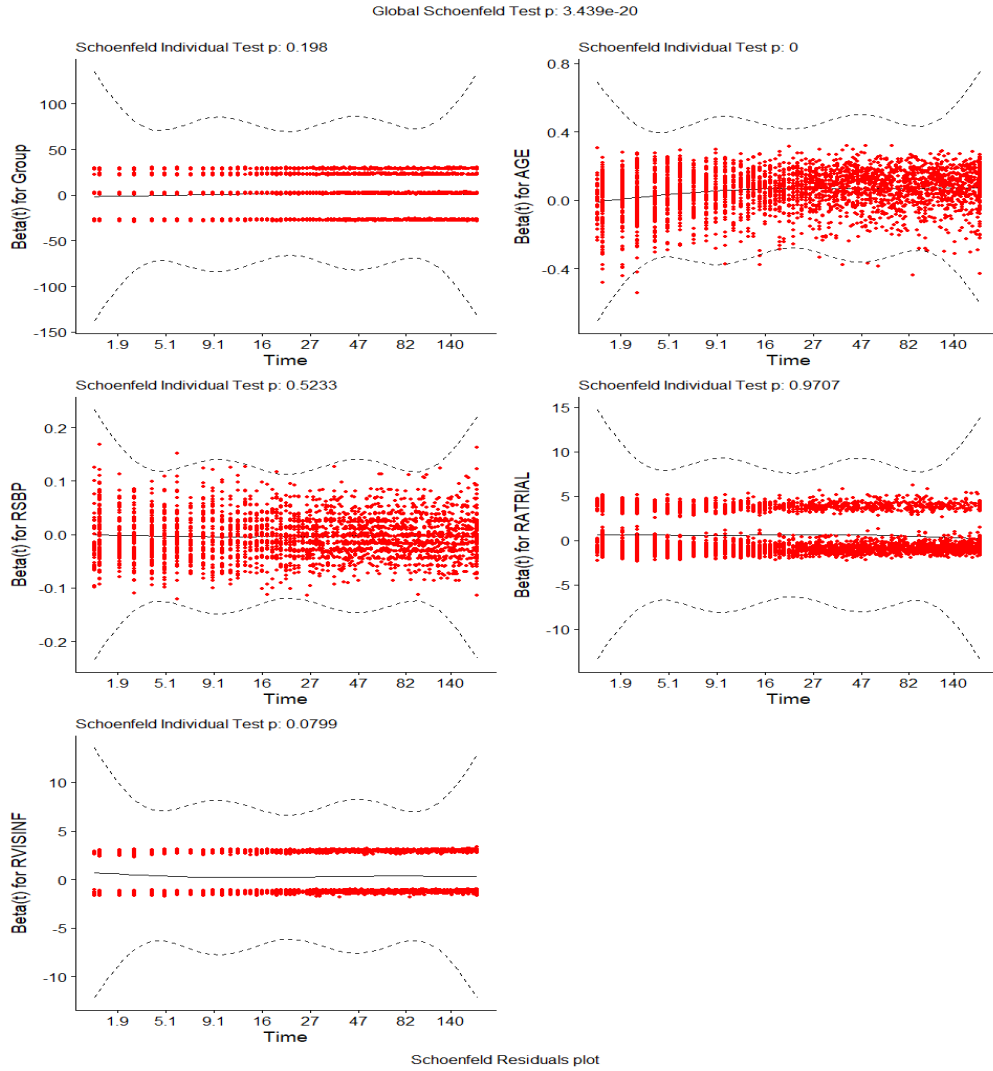 Global Schoenfeld Test p: 3.439e-20
Schoenfeld Individual Test p: 0.198
Beta(t) for Group
100
50
0
-50
-100
-150
1.9 5.1 9.1 16 27 47 82 140
Time
Schoenfeld Individual Test p: 0
Beta(t) for AGE
0.8
0.4
0.0
-0.4
1.9 5.1 9.1 16 27 47 82 140
Time
Schoenfeld Individual Test p: 0.5233
Beta(t) for RSBP
0.2
0.1
0.0
-0.1
-0.2
1.9 5.1 9.1 16 27 47 82 140
Time
Schoenfeld Individual Test p: 0.9707
Beta(t) for RATRIAL
15
10
5
0
-5
-10
1.9 5.1 9.1 16 27 47 82 140
Time
Schoenfeld Individual Test p: 0.0799
Beta(t) for RVISINF
10
5
0
-5
-10
1.9 5.1 9.1 16 27 47 82 140
Time
Schoenfeld Residuals plot